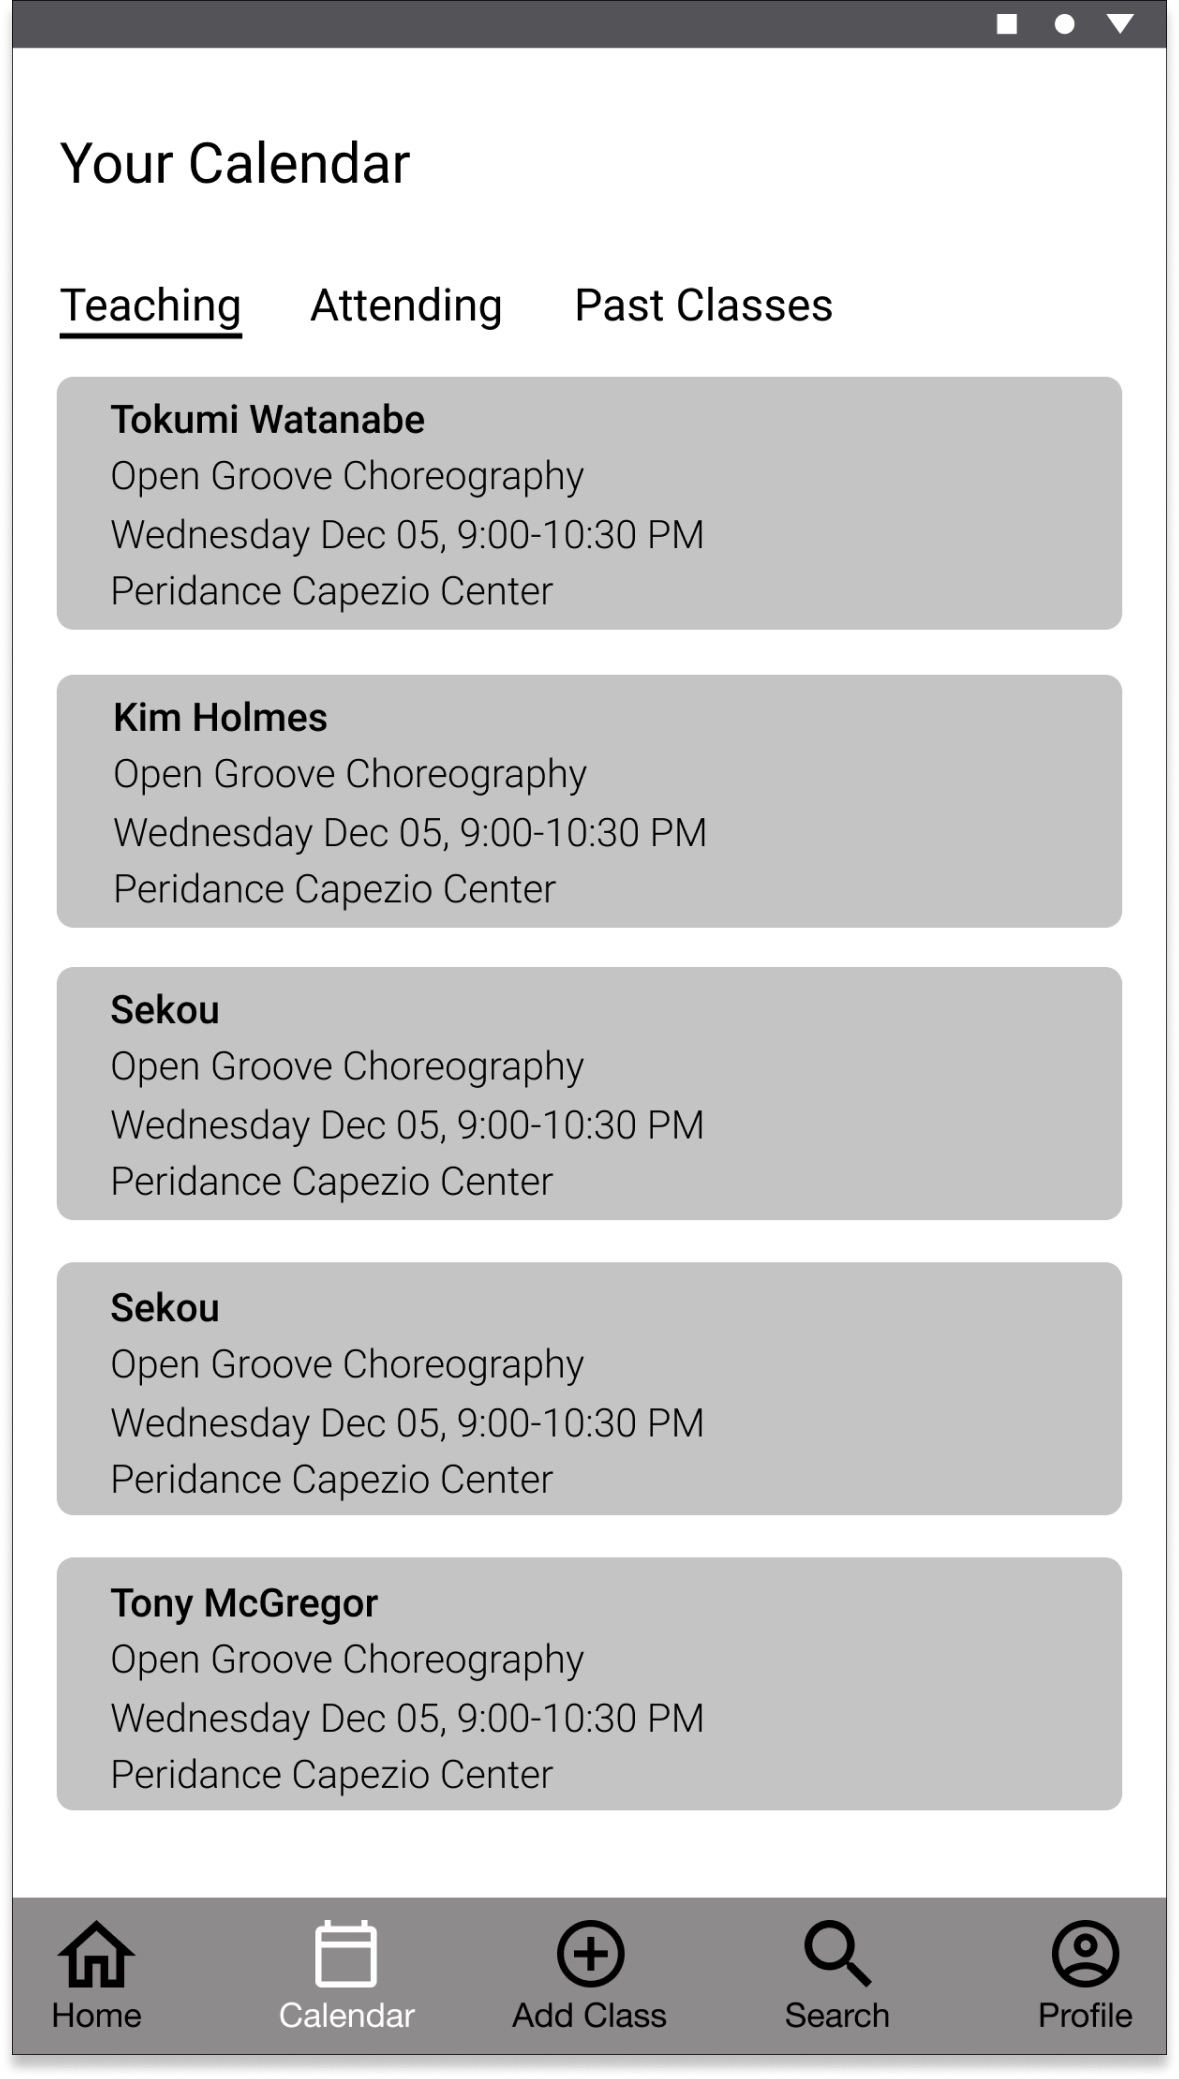 Your Calendar
Teaching Attending Past Classes
Tokumi Watanabe
Open Groove Choreography
Wednesday Dec 05, 9:00-10:30 PM
Peridance Capezio Center
Kim Holmes
Open Groove Choreography
Wednesday Dec 05, 9:00-10:30 PM
Peridance Capezio Center
Sekou
Open Groove Choreography
Wednesday Dec 05, 9:00-10:30 PM
Peridance Capezio Center
Sekou
Open Groove Choreography
Wednesday Dec 05, 9:00-10:30 PM
Peridance Capezio Center
Tony McGregor
Open Groove Choreography
Wednesday Dec 05, 9:00-10:30 PM
Peridance Capezio Center
Home Calendar Add Class Search Profile